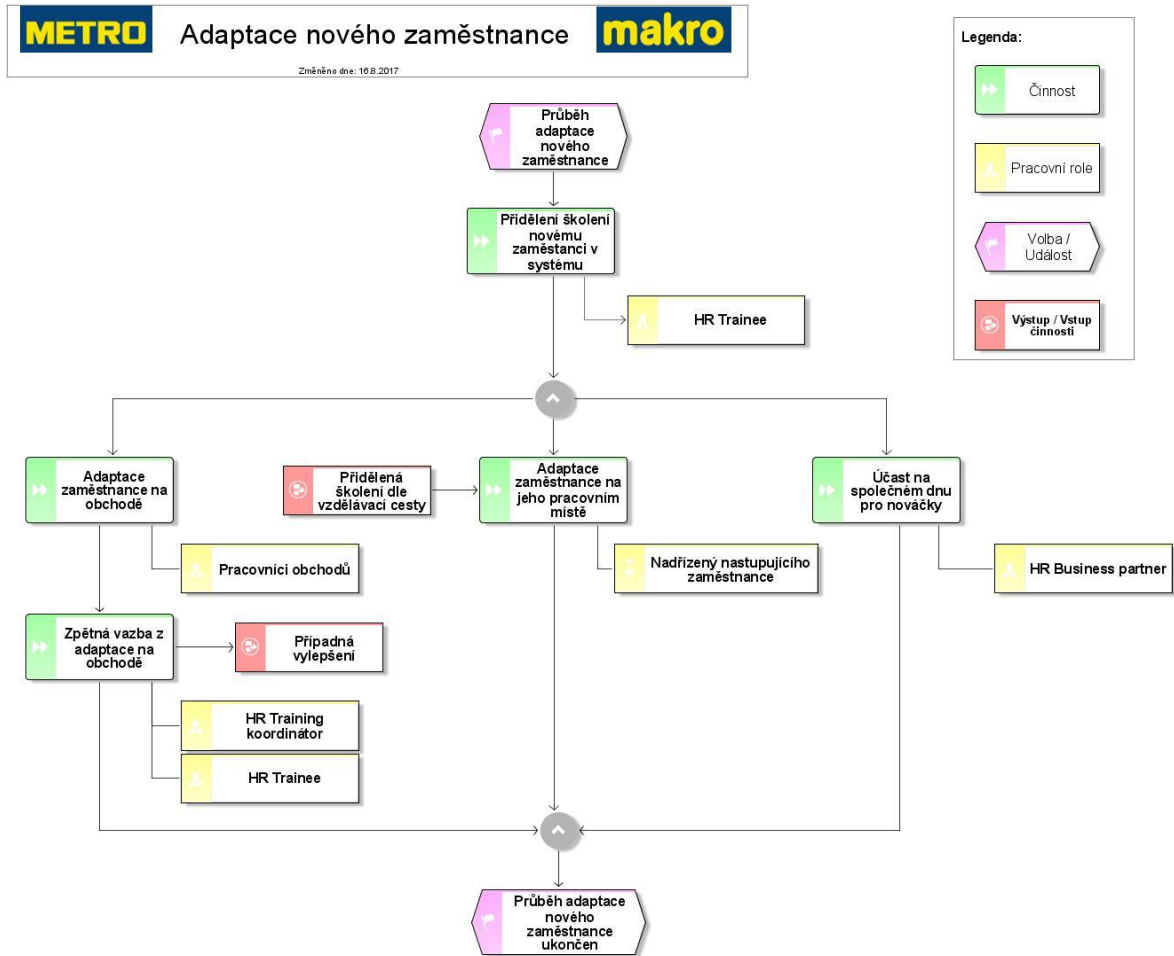 METRO
Adaptace nového zaměstnance
makro
Změněno dne: 16.8.2017
Legenda:
Činnost
Pracovní role
Volba /
Událost
Výstup / Vstup
činnosti
Průběh
adaptace
nového
zaměstnance
Přidělení školení
novému
zaměstanci v
systému
HR Trainee
Adaptace
zaměstnance na
obchodě
Přidělená
školení dle
vzdělávací cesty
Adaptace
zaměstnance na
jeho pracovním
místě
Účast na
společném dnu
pro nováčky
Pracovníci obchodů
Nadřízený nastupujícího
zaměstnance
HR Business partner
Zpětná vazba z
adaptace na
obchodě
Případná
vylepšení
HR Training
koordinátor
HR Trainee
Průběh adaptace
nového
zaměstnance
ukončen